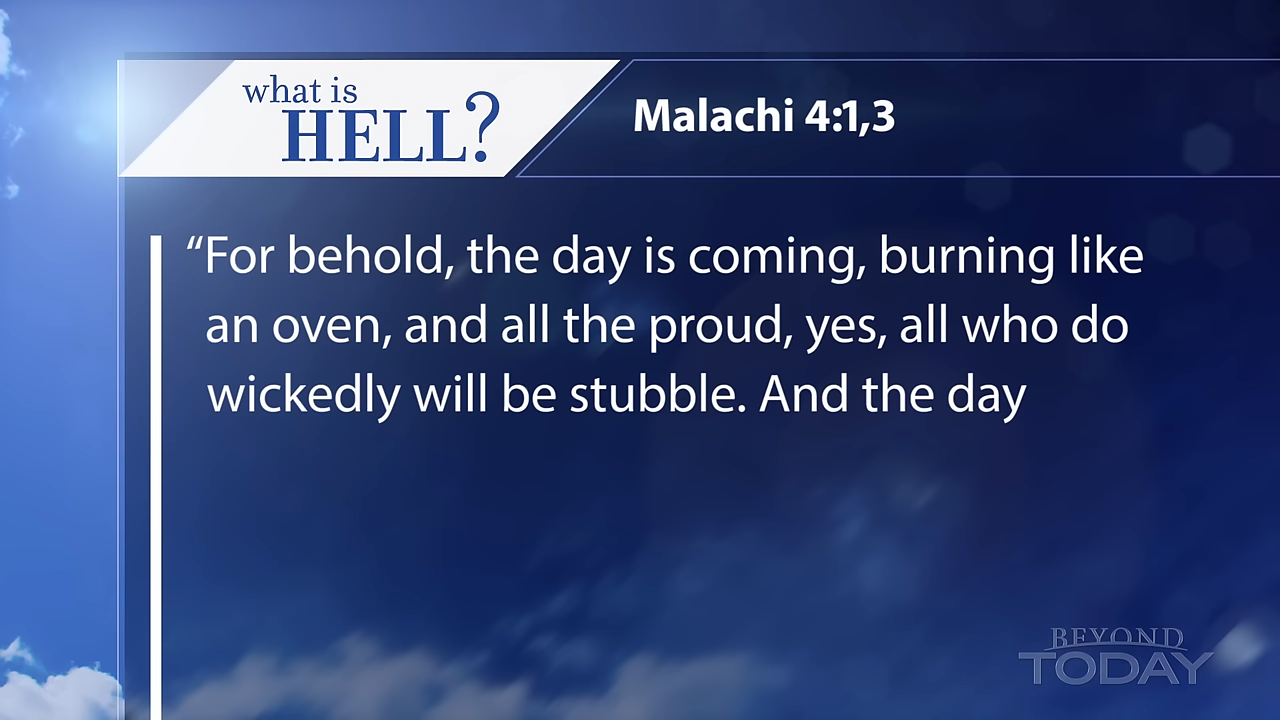 what is
HELL?
Malachi 4:1,3
“For behold, the day is coming, burning like
an oven, and all the proud, yes, all who do
wickedly will be stubble. And the day
BEYOND
TODAY